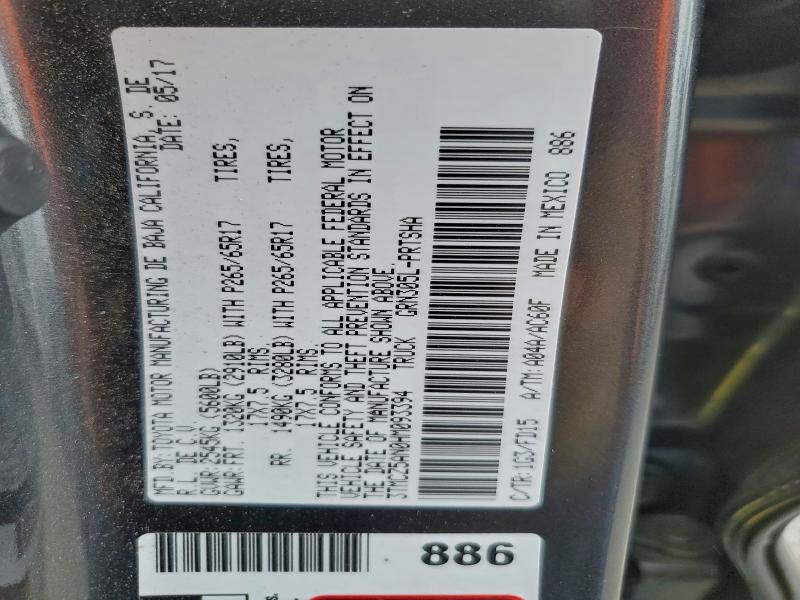 MFD.BY:TOYOTA MOTOR MANUFACTURING DE BAJA CALIFORNIA, S. DE
R.L DE C.V. DATE: 05/17
GVWR:2545KG (5600LB)
GAWR:FRT. 1320KG (2910LB) WITH P265/65R17 TIRES,
17X7.5 RIMS.
RR. 1490KG (3280LB) WITH P265/65R17 TIRES,
17X7.5 RIMS.
THIS VEHICLE CONFORMS TO ALL APPLICABLE FEDERAL MOTOR
VEHICLE SAFETY AND THEFT PREVENTION STANDARDS IN EFFECT ON
THE DATE OF MANUFACTURE SHOWN ABOVE.
3TMCZ5AN0HM093394 TRUCK GRN305L-PRTSHA
C/TR:1G3/FD15 A/TM:A04A/AC60F MADE IN MEXICO 886
886